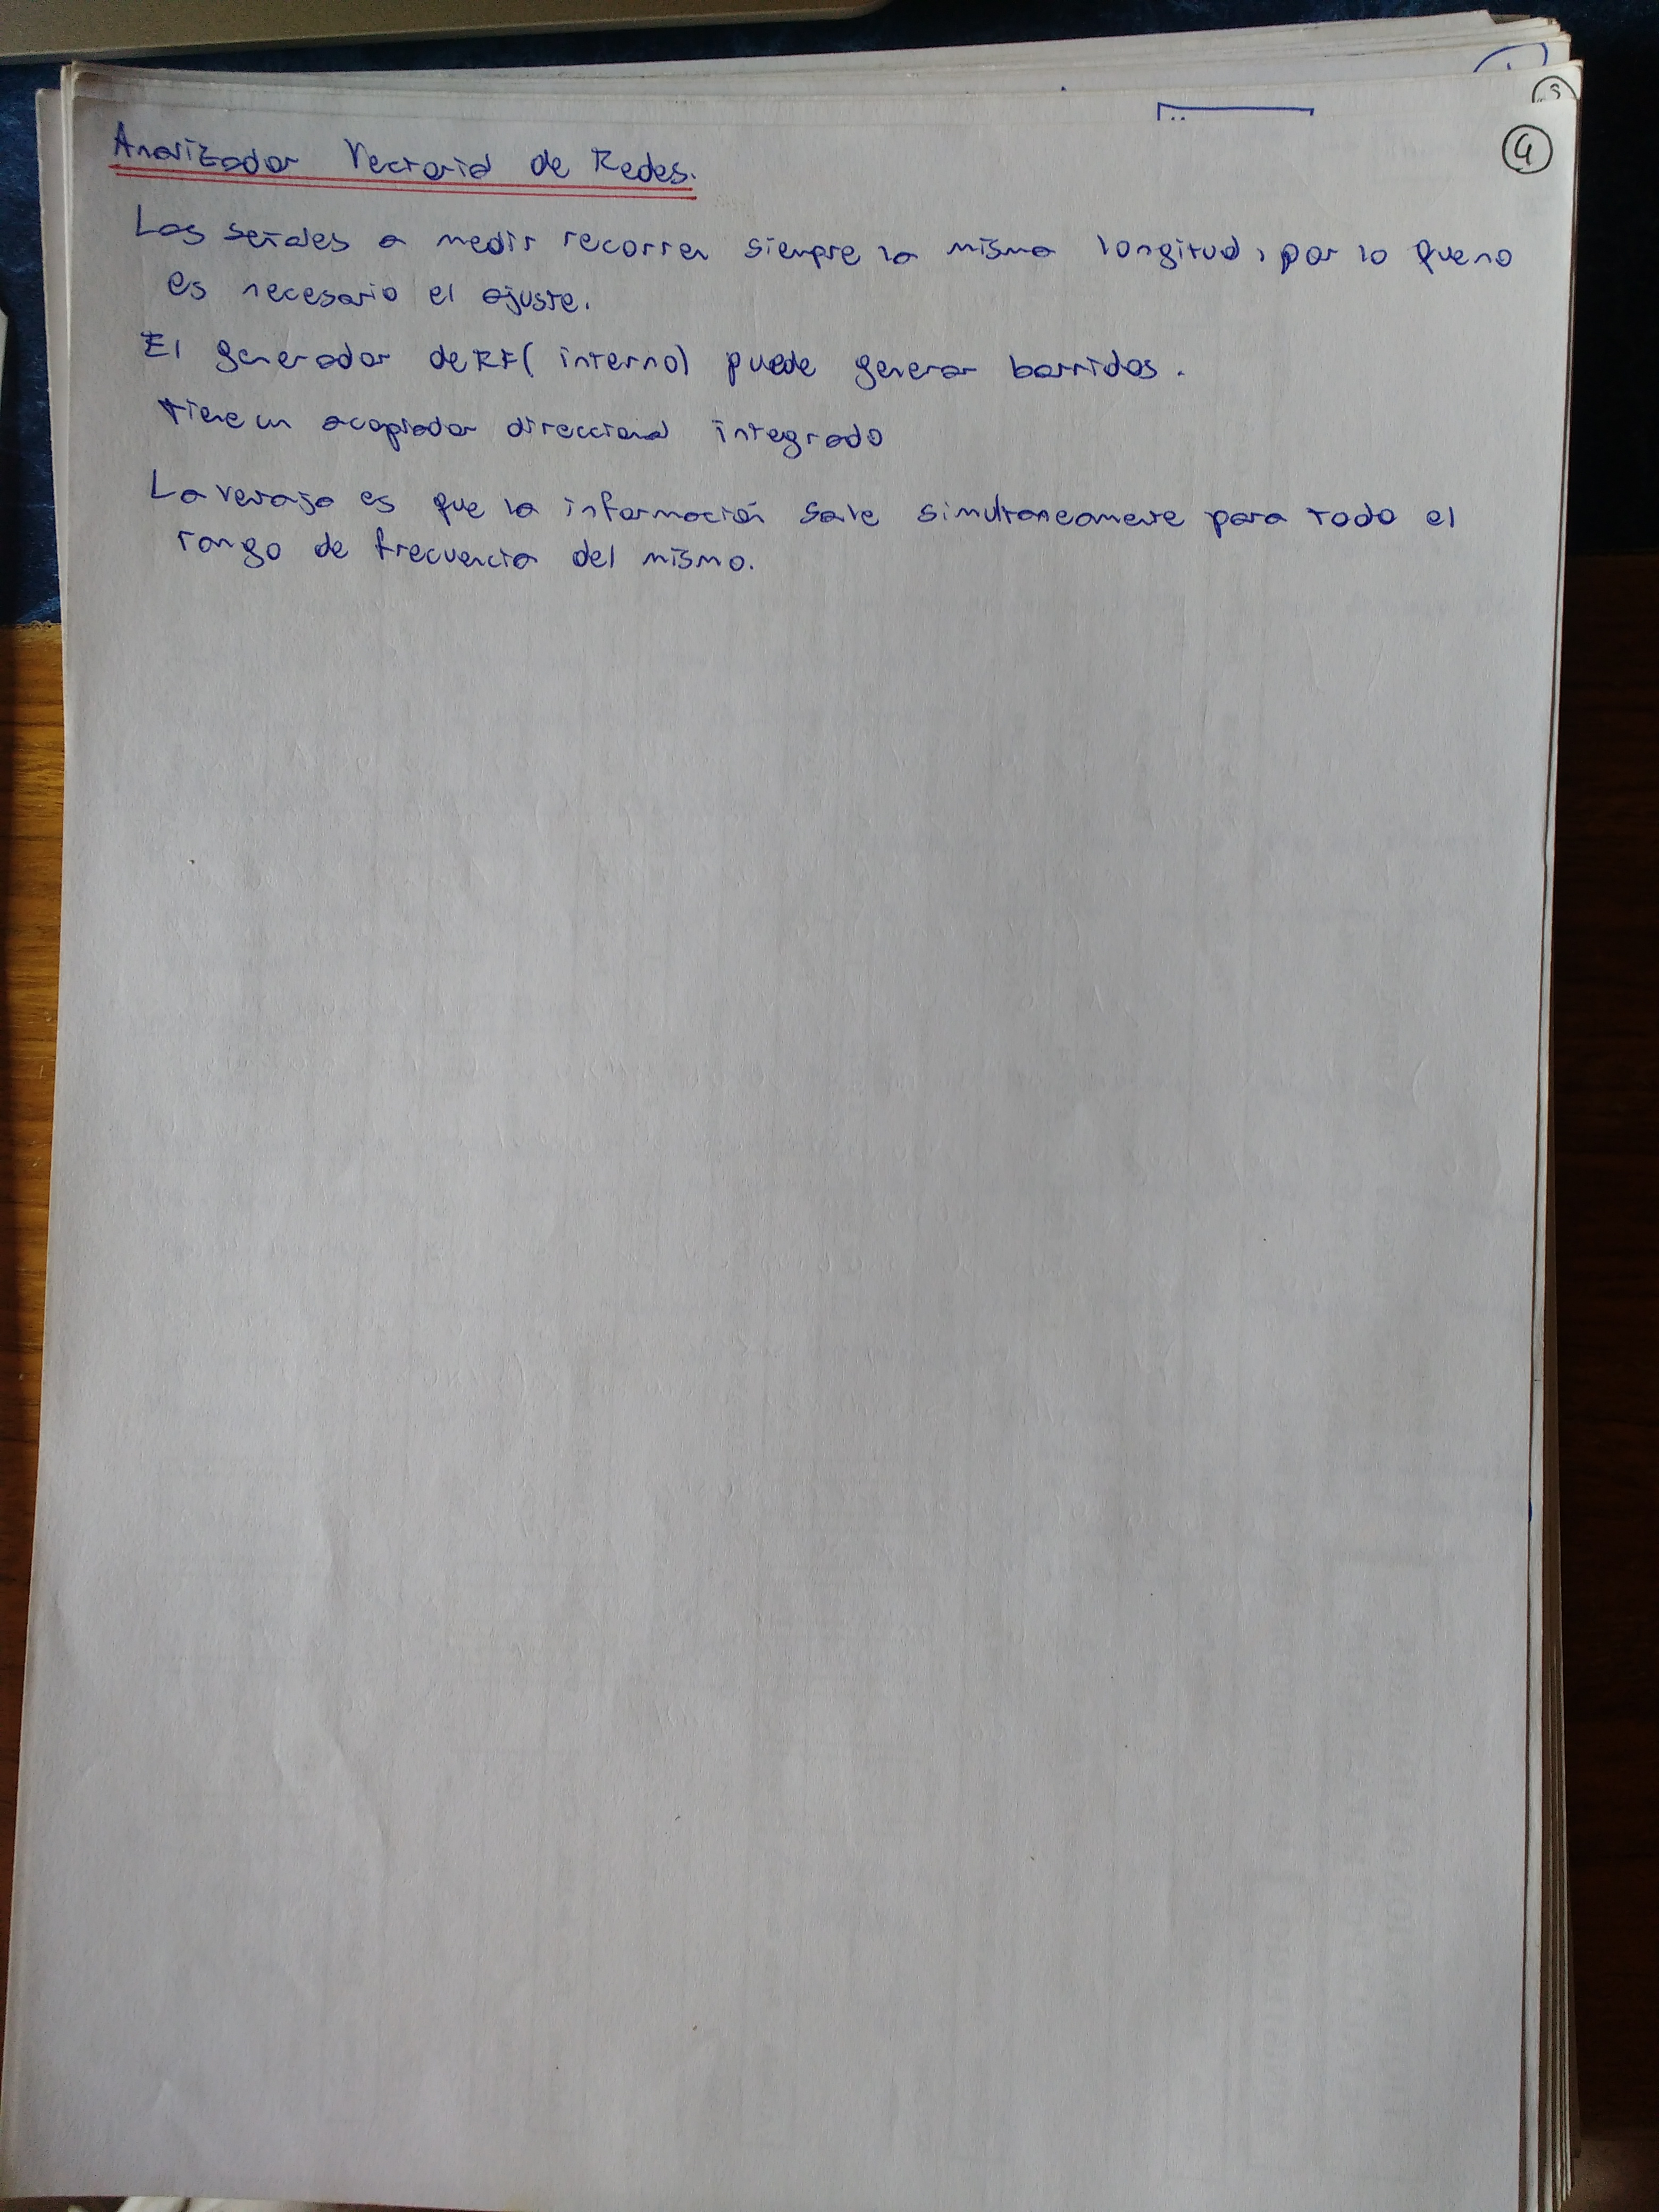 4
Analizador Vectorial de Redes.
Las señales a medir recorren siempre la misma longitud, por lo que no
es necesario el ajuste.
El generador de RF (interno) puede generar barridos.
Tiene un acoplador direccional integrado
La ventaja es que la información sale simultaneamente para todo el
rango de frecuencia del mismo.